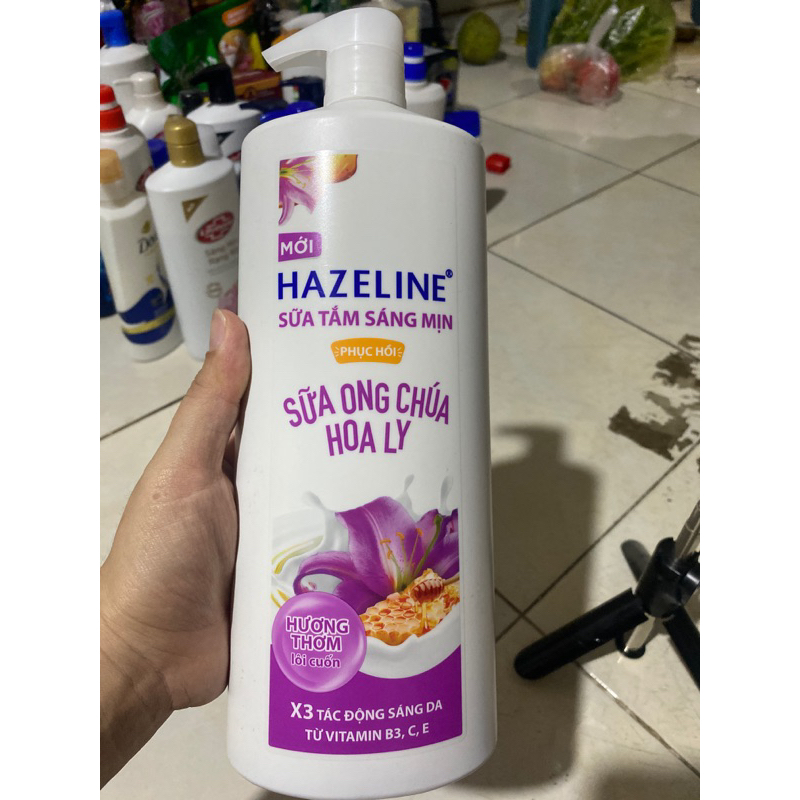 MỚI
HAZELINE®
SỮA TẮM SÁNG MỊN
PHỤC HỒI
SỮA ONG CHÚA
HOA LY
HƯƠNG
THƠM
lôi cuốn
X3 TÁC ĐỘNG SÁNG DA
TỪ VITAMIN B3, C, E